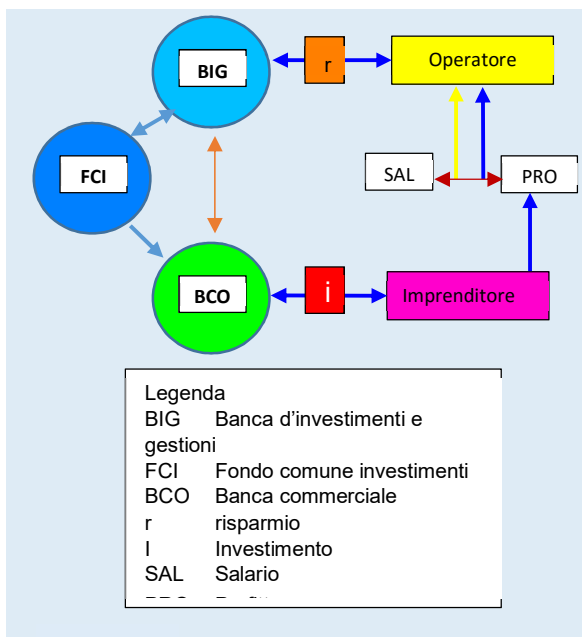 BIG
r
Operatore
FCI
SAL
PRO
BCO
i
Imprenditore
Legenda
BIG Banca d'investimenti e
gestioni
FCI Fondo comune investimenti
BCO Banca commerciale
r risparmio
I Investimento
SAL Salario